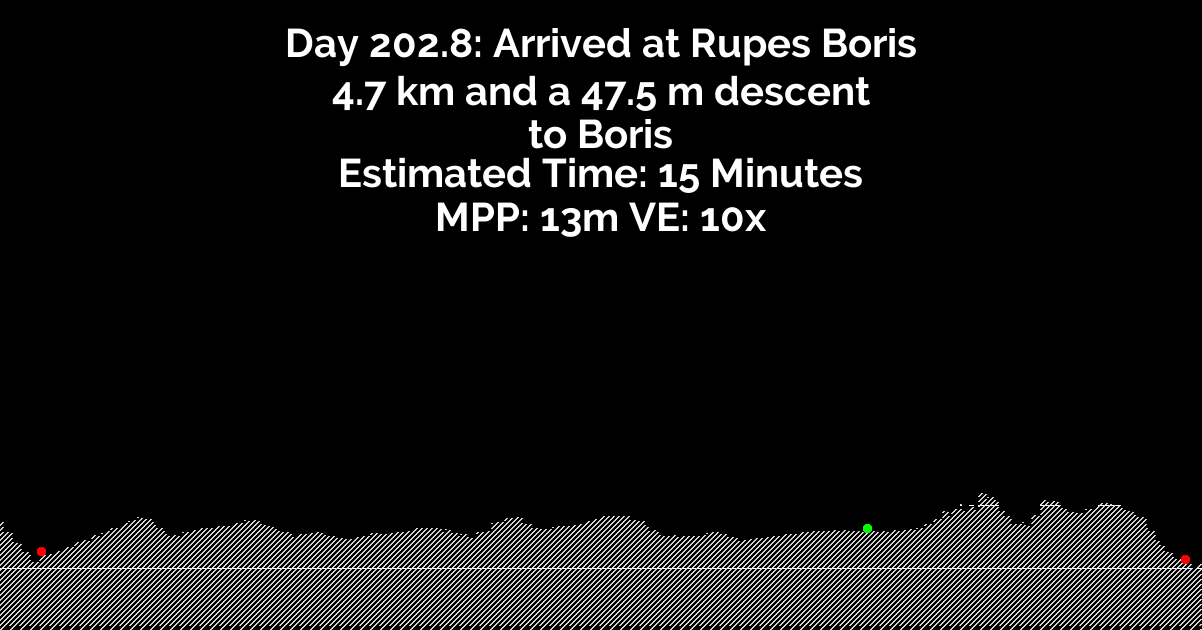 Day 202.8: Arrived at Rupes Boris
4.7 km and a 47.5 m descent
to Boris
Estimated Time: 15 Minutes
MPP: 13m VE: 10x